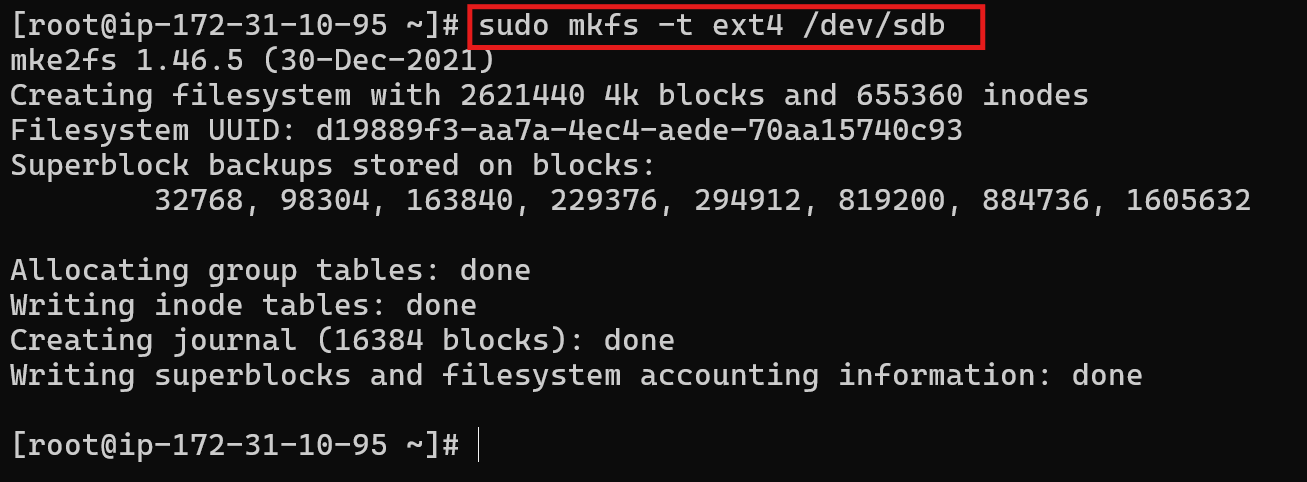 [root@ip-172-31-10-95 ~]# sudo mkfs -t ext4 /dev/sdb
mke2fs 1.46.5 (30-Dec-2021)
Creating filesystem with 2621440 4k blocks and 655360 inodes
Filesystem UUID: d19889f3-aa7a-4ec4-aede-70aa15740c93
Superblock backups stored on blocks:
        32768, 98304, 163840, 229376, 294912, 819200, 884736, 1605632
Allocating group tables: done
Writing inode tables: done
Creating journal (16384 blocks): done
Writing superblocks and filesystem accounting information: done
[root@ip-172-31-10-95 ~]#